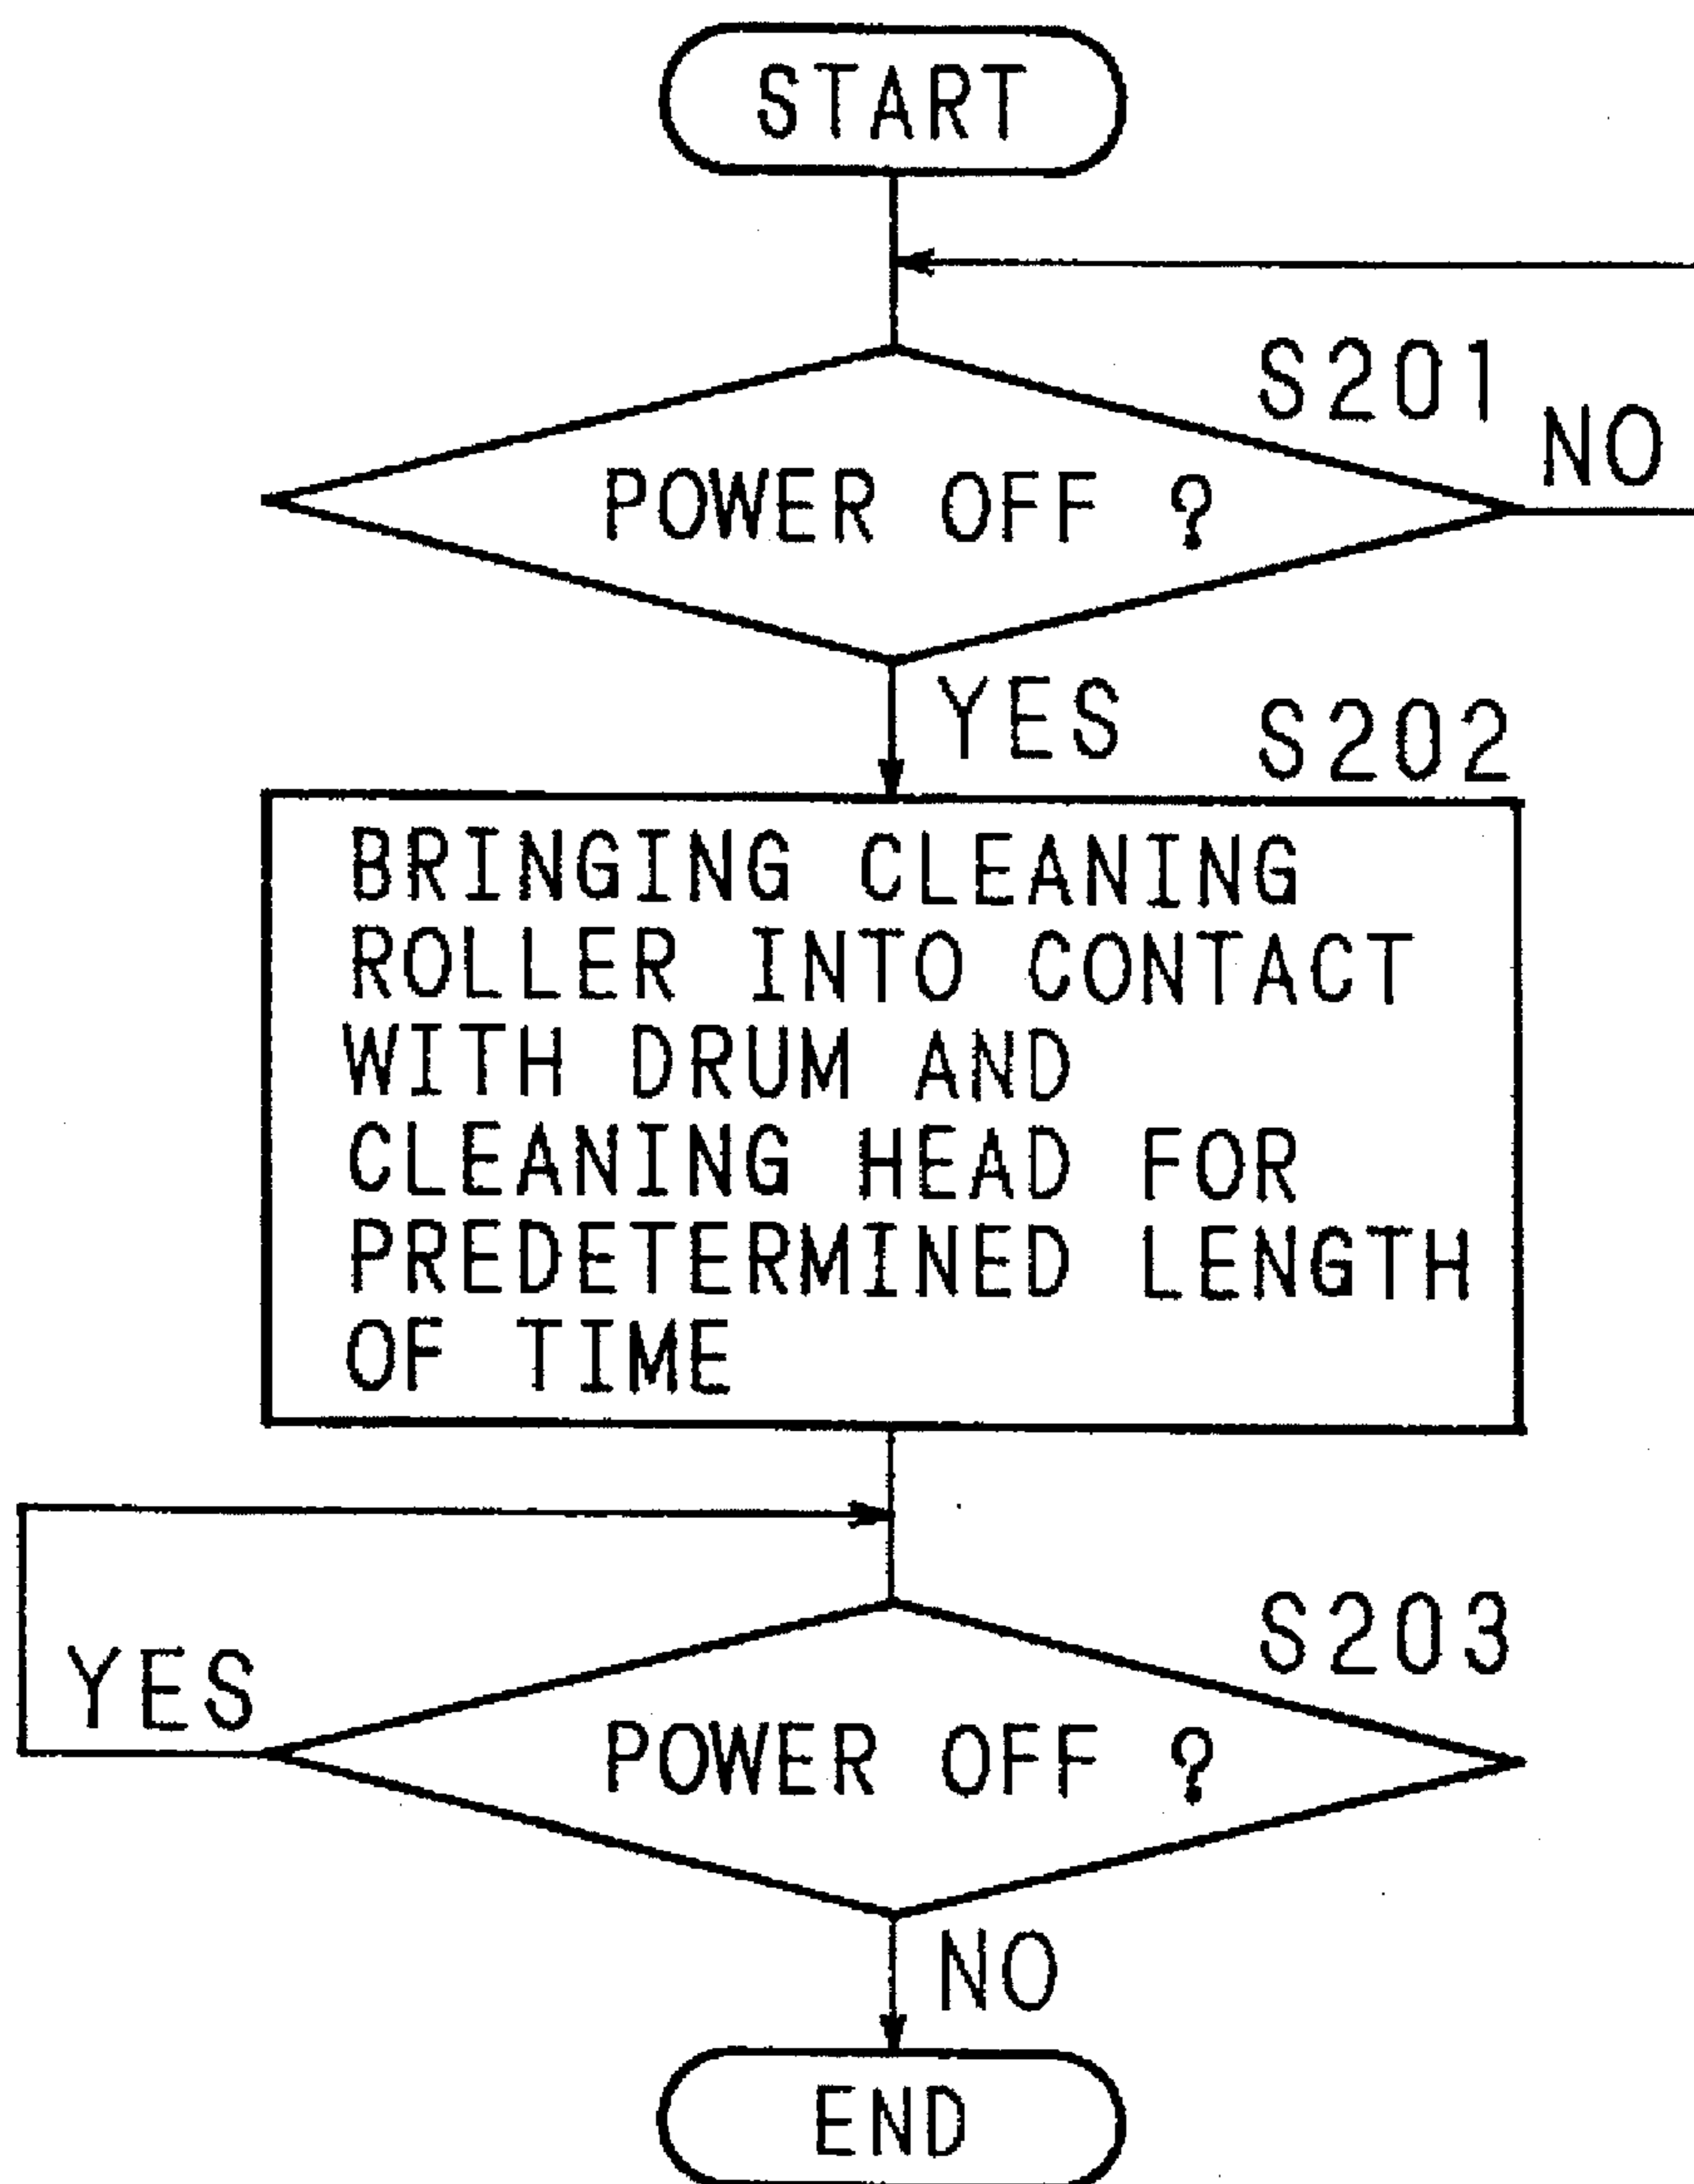 START
S201
NO
POWER OFF ?
YES
S202
BRINGING CLEANING
ROLLER INTO CONTACT
WITH DRUM AND
CLEANING HEAD FOR
PREDETERMINED LENGTH
OF TIME
S203
YES
POWER OFF ?
NO
END